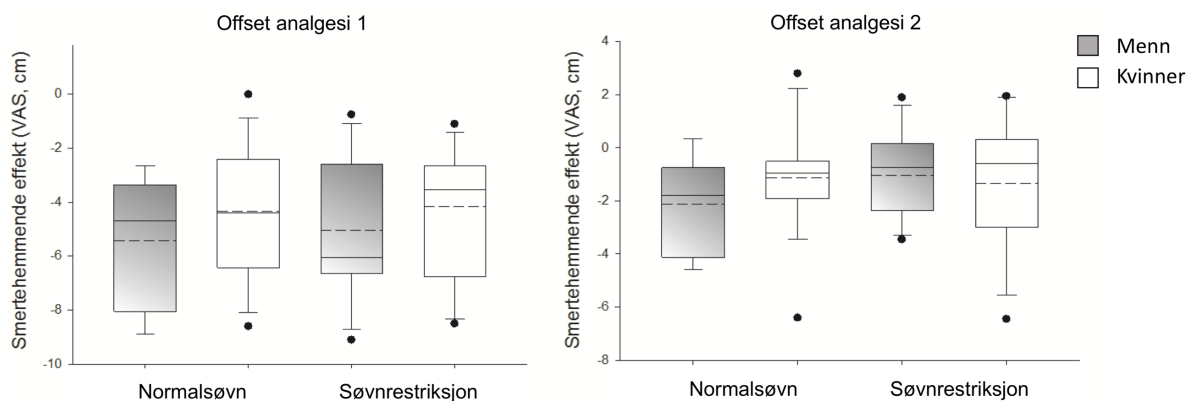 Offset analgesi 1
Smertehemmende effekt (VAS, cm)
0
-2
-4
-6
-8
-10
Normalsøvn
Søvnrestriksjon
Offset analgesi 2
Smertehemmende effekt (VAS, cm)
4
2
0
-2
-4
-6
-8
Normalsøvn
Søvnrestriksjon
Menn
Kvinner